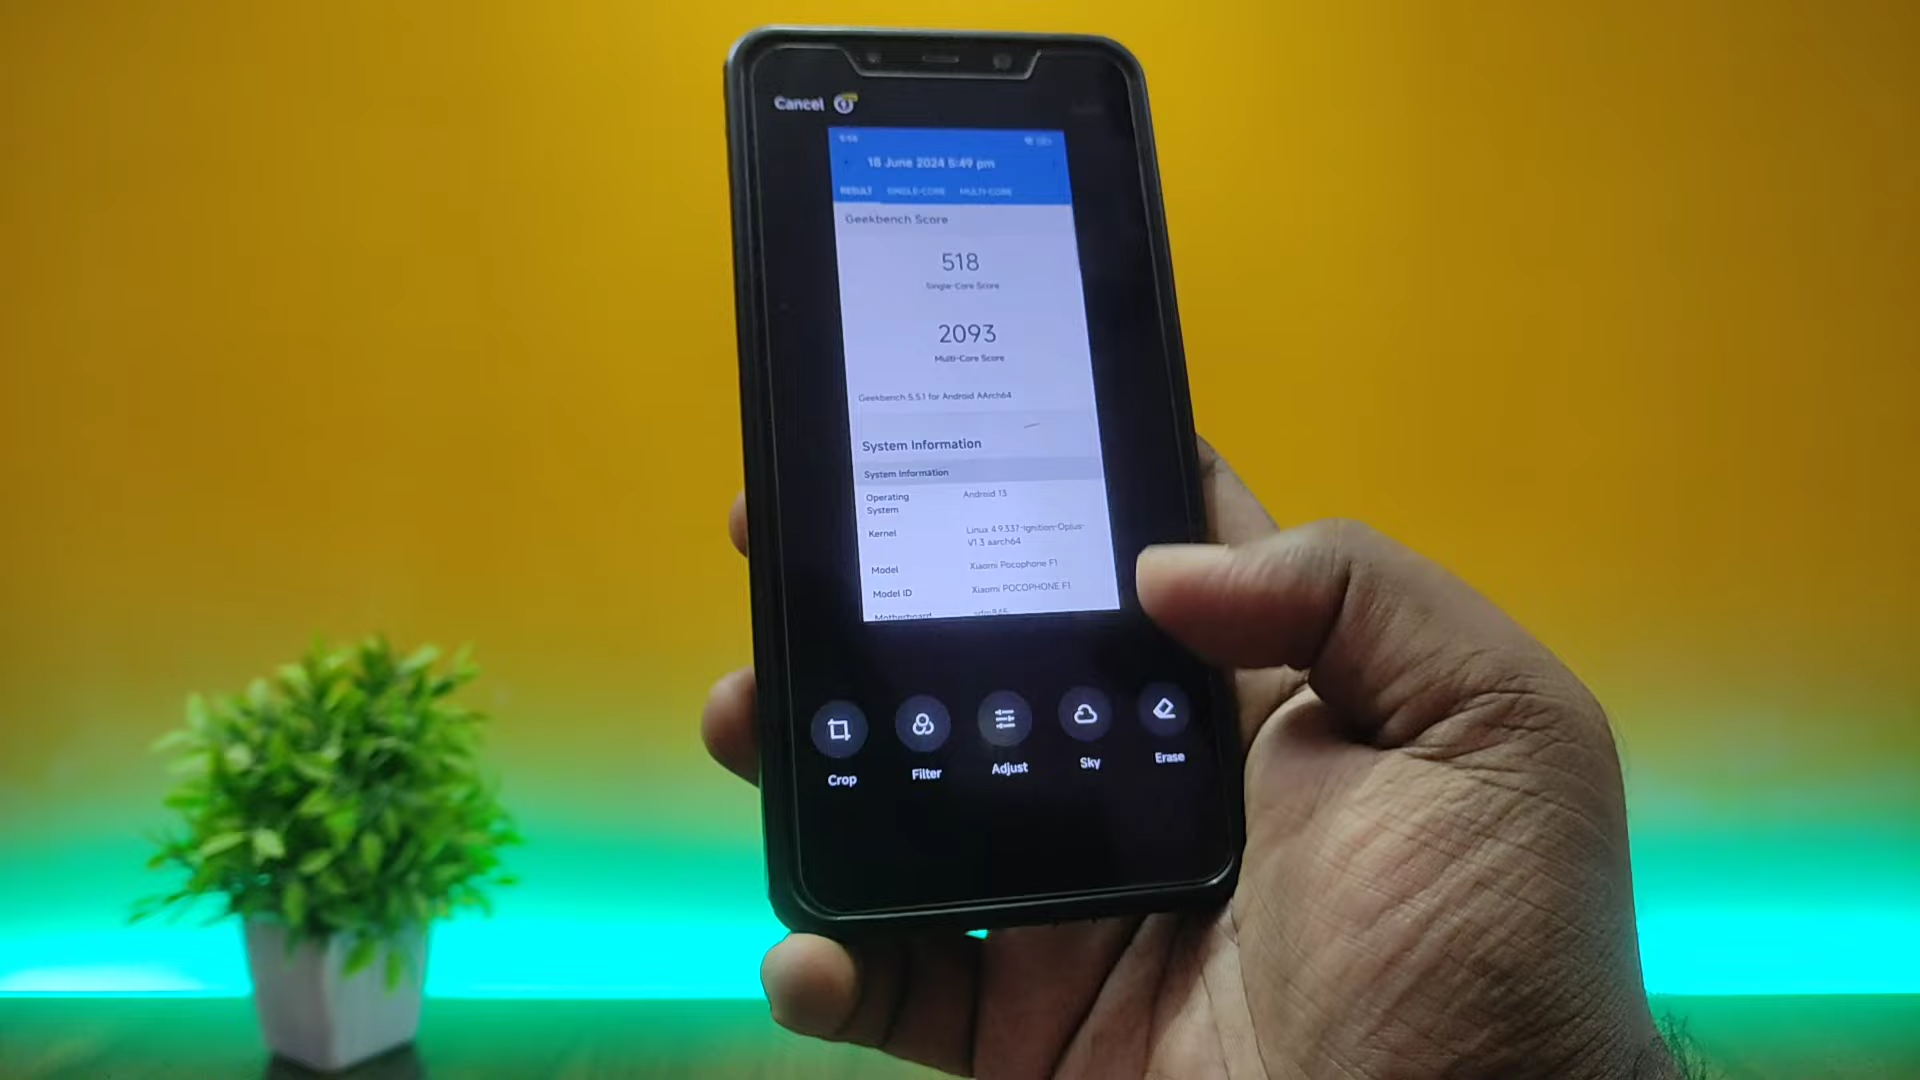 Cancel
18 June 2024 5:49 pm
RESULT SINGLE-CORE MULTI-CORE
Geekbench Score
518
Single-Core Score
2093
Multi-Core Score
Geekbench 5.5.1 for Android AArch64
System Information
System Information
Operating System Android 13
Kernel Linux 4.9.337-Ignition-Oplus-
V1.3 aarch64
Model Xiaomi Pocophone F1
Model ID Xiaomi POCOPHONE F1
Motherboard
Crop Filter Adjust Sky Erase